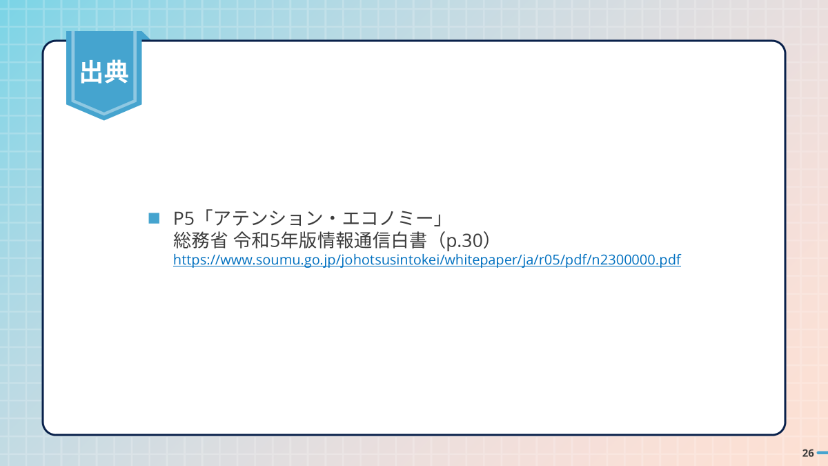 出典
■ P5「アテンション・エコノミー」
総務省 令和5年版情報通信白書（p.30）
https://www.soumu.go.jp/johotsusintokei/whitepaper/ja/r05/pdf/n2300000.pdf
26